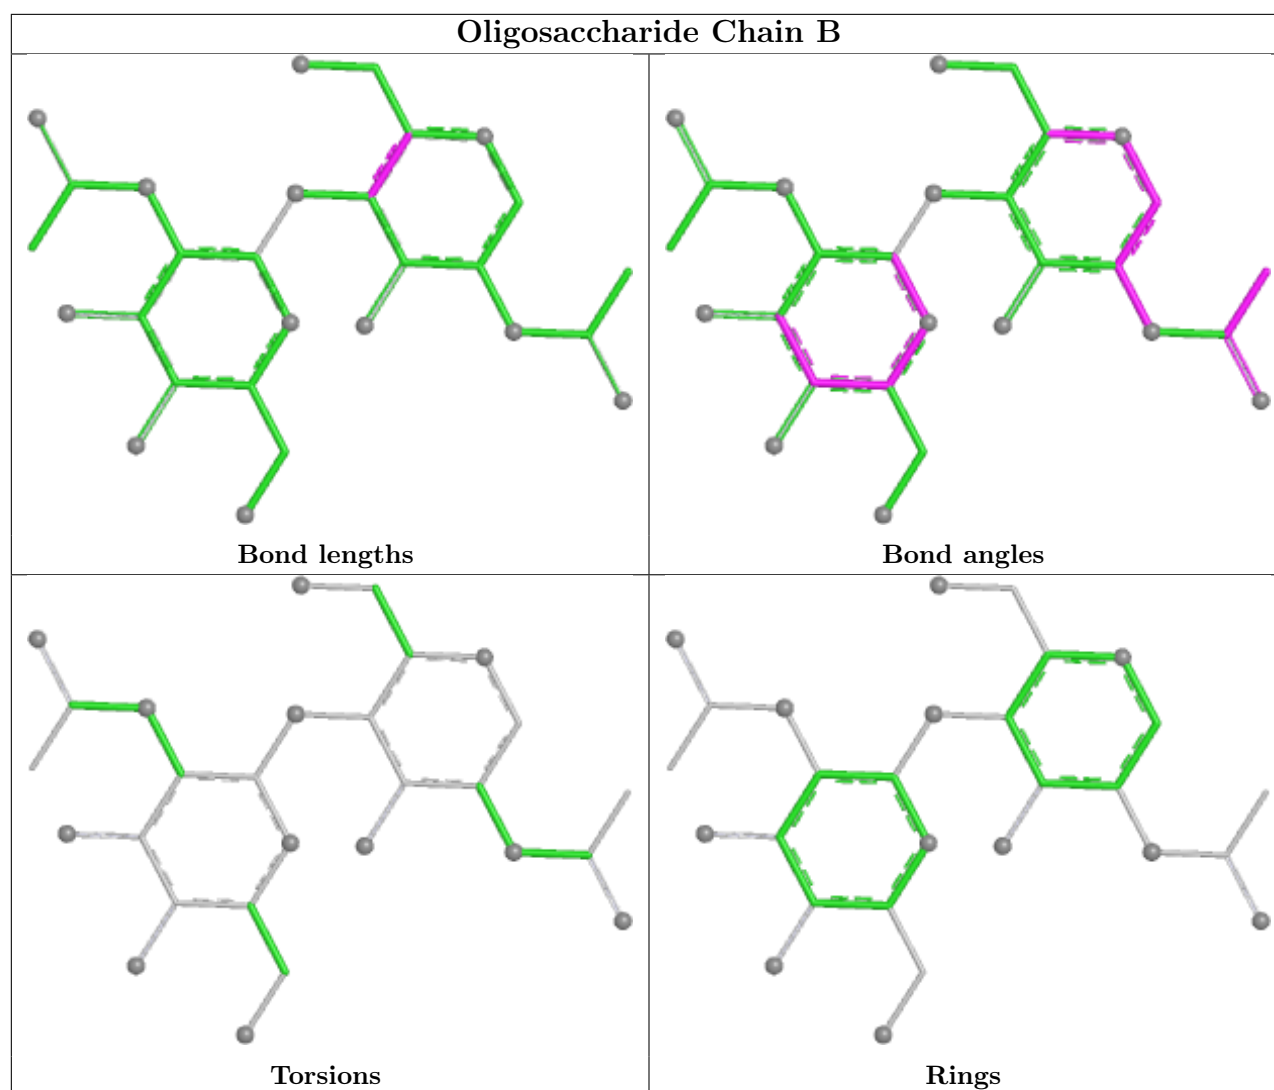 Oligosaccharide Chain B
Bond lengths
Bond angles
Torsions
Rings